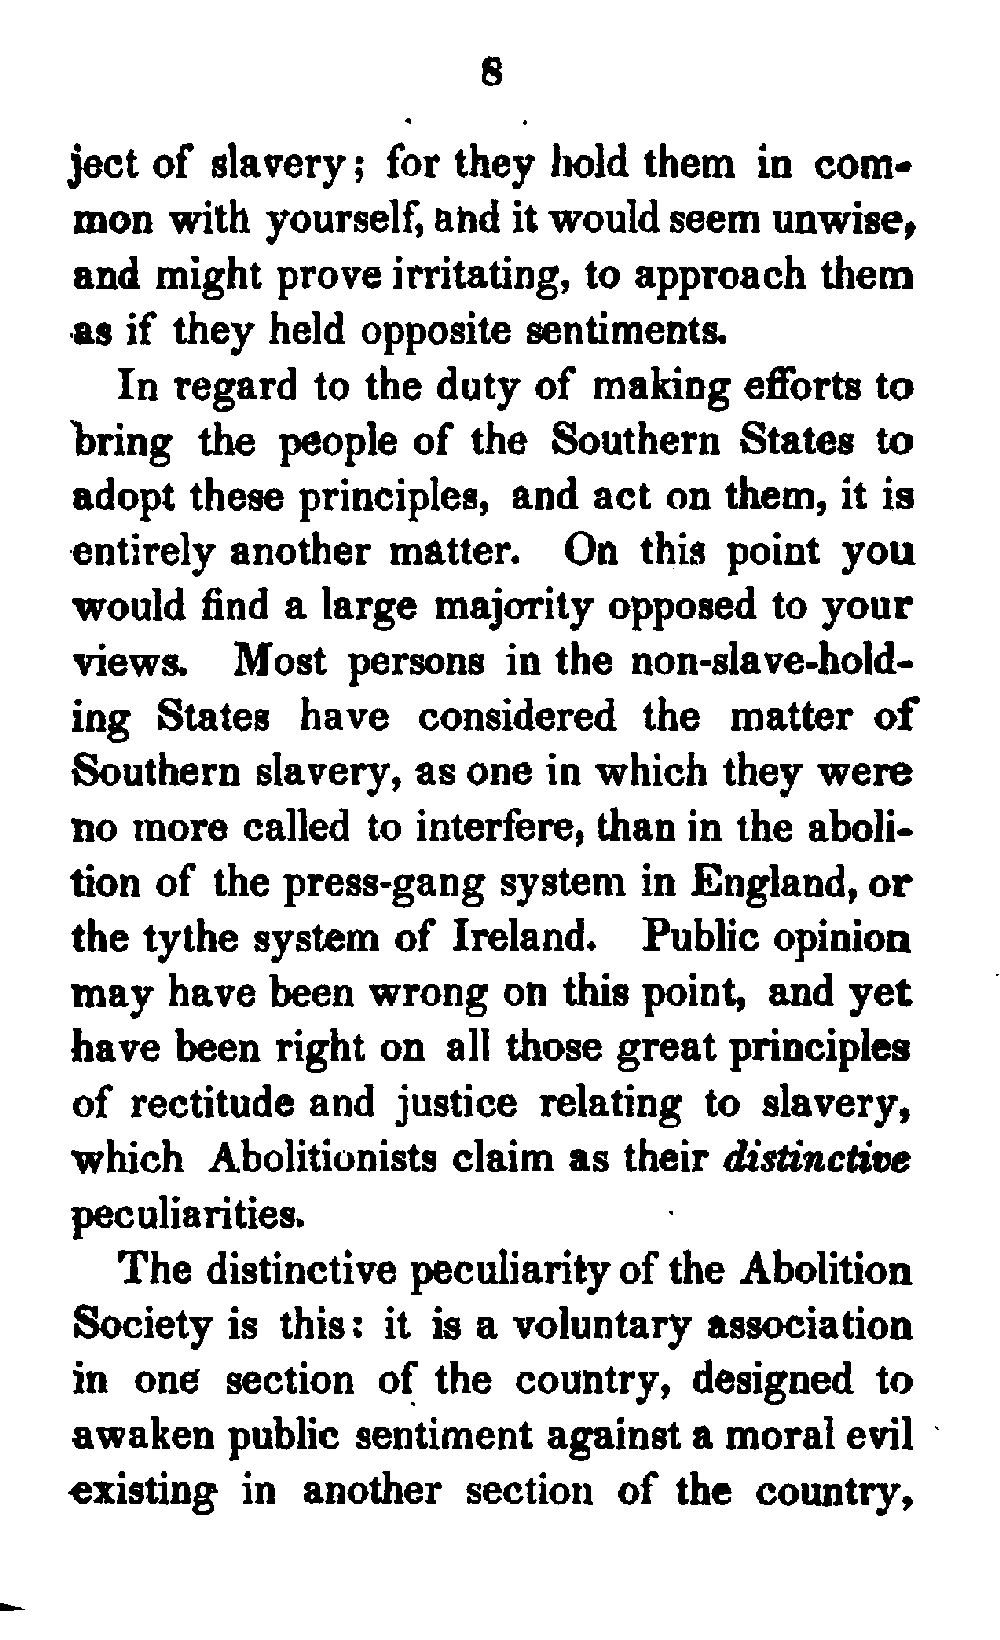 8
ject of slavery; for they hold them in com-
mon with yourself, and it would seem unwise,
and might prove irritating, to approach them
as if they held opposite sentiments.
In regard to the duty of making efforts to
bring the people of the Southern States to
adopt these principles, and act on them, it is
entirely another matter. On this point you
would find a large majority opposed to your
views. Most persons in the non-slave-hold-
ing States have considered the matter of
Southern slavery, as one in which they were
no more called to interfere, than in the aboli-
tion of the press-gang system in England, or
the tythe system of Ireland. Public opinion
may have been wrong on this point, and yet
have been right on all those great principles
of rectitude and justice relating to slavery,
which Abolitionists claim as their distinctive
peculiarities.
The distinctive peculiarity of the Abolition
Society is this: it is a voluntary association
in one section of the country, designed to
awaken public sentiment against a moral evil
existing in another section of the country,